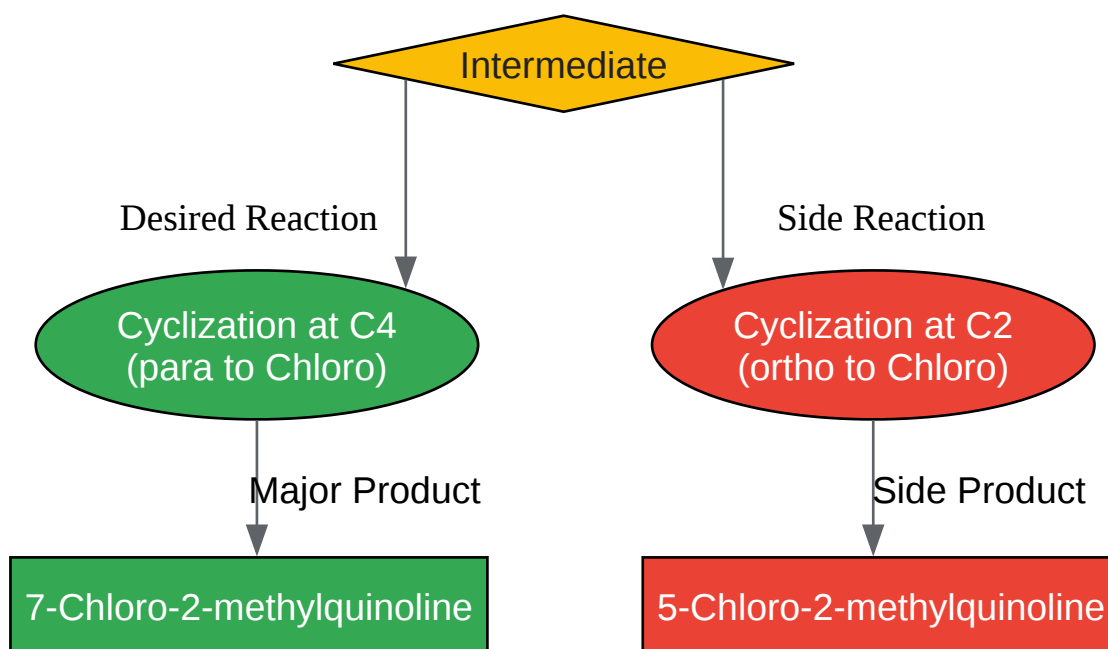 Intermediate
Desired Reaction
Side Reaction
Cyclization at C4
(para to Chloro)
Cyclization at C2
(ortho to Chloro)
Major Product
Side Product
7-Chloro-2-methylquinoline
5-Chloro-2-methylquinoline